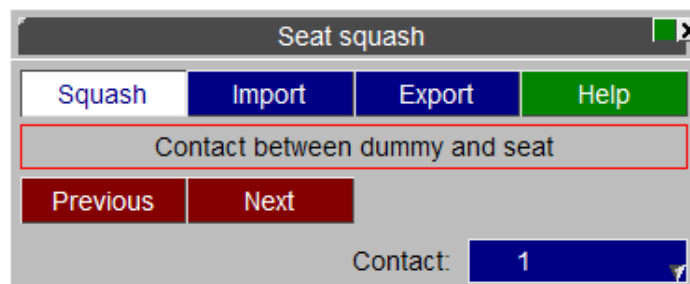 Seat squash
Squash Import Export Help
Contact between dummy and seat
Previous Next
Contact: 1